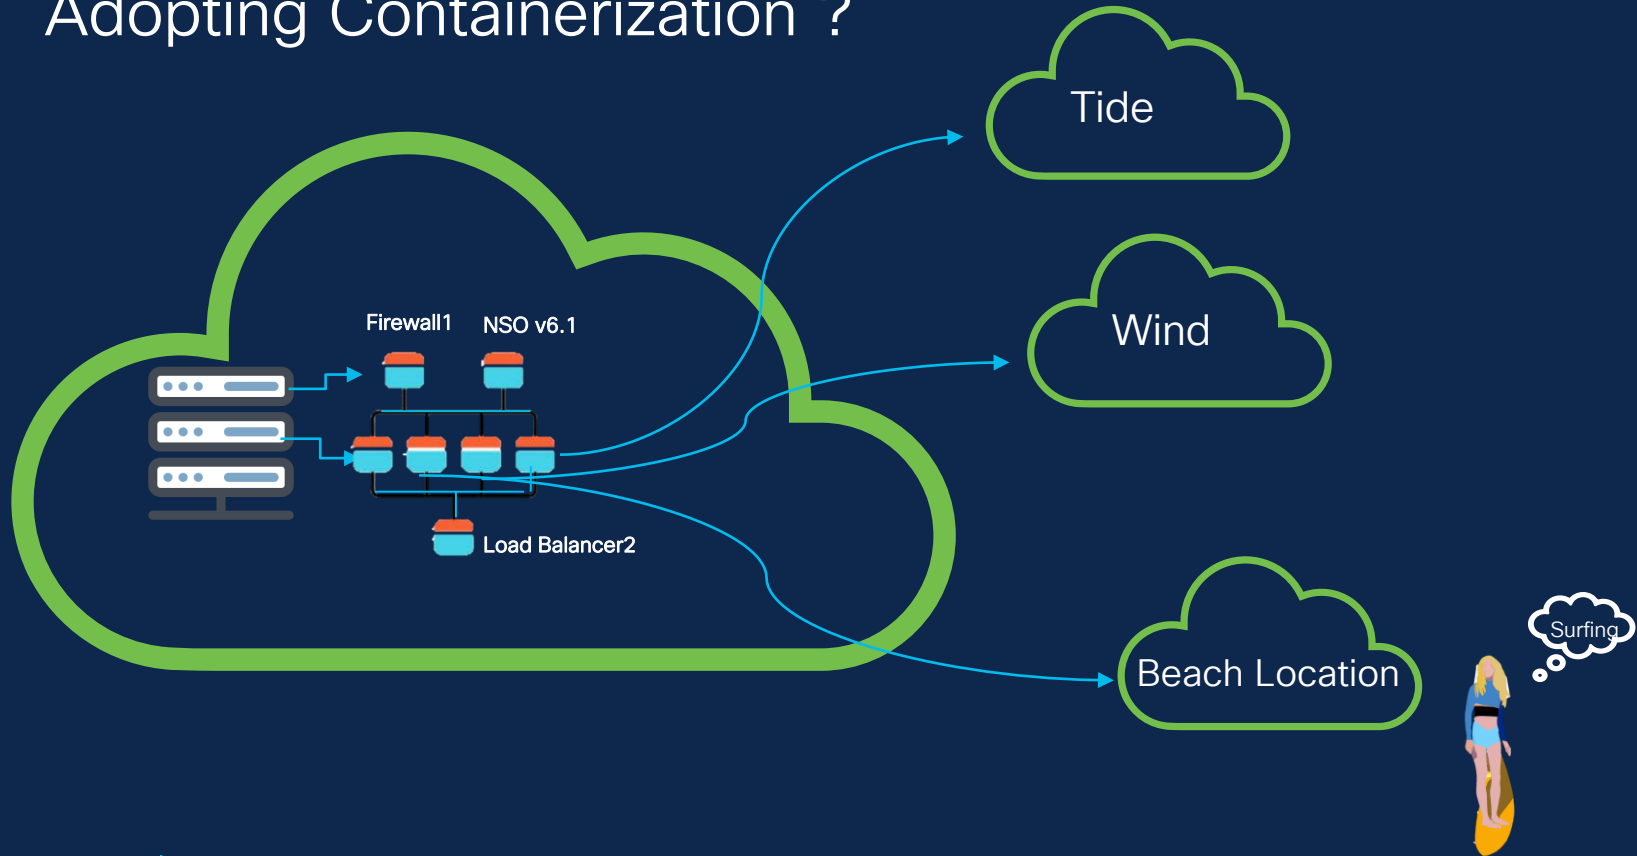 Adopting Containerization ?
Tide
Wind
Firewall1
NSO v6.1
Load Balancer2
Beach Location
Surfing